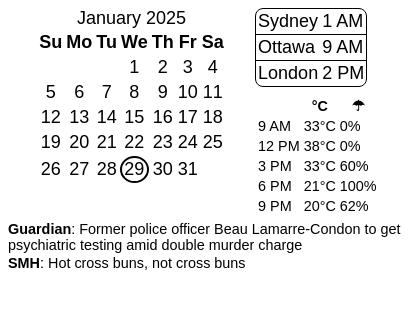 January 2025
Su Mo Tu We Th Fr Sa
1 2 3 4
5 6 7 8 9 10 11
12 13 14 15 16 17 18
19 20 21 22 23 24 25
26 27 28 29 30 31
Sydney 1 AM
Ottawa 9 AM
London 2 PM
°C ☂
9 AM 33°C 0%
12 PM 38°C 0%
3 PM 33°C 60%
6 PM 21°C 100%
9 PM 20°C 62%
Guardian: Former police officer Beau Lamarre-Condon to get
psychiatric testing amid double murder charge
SMH: Hot cross buns, not cross buns